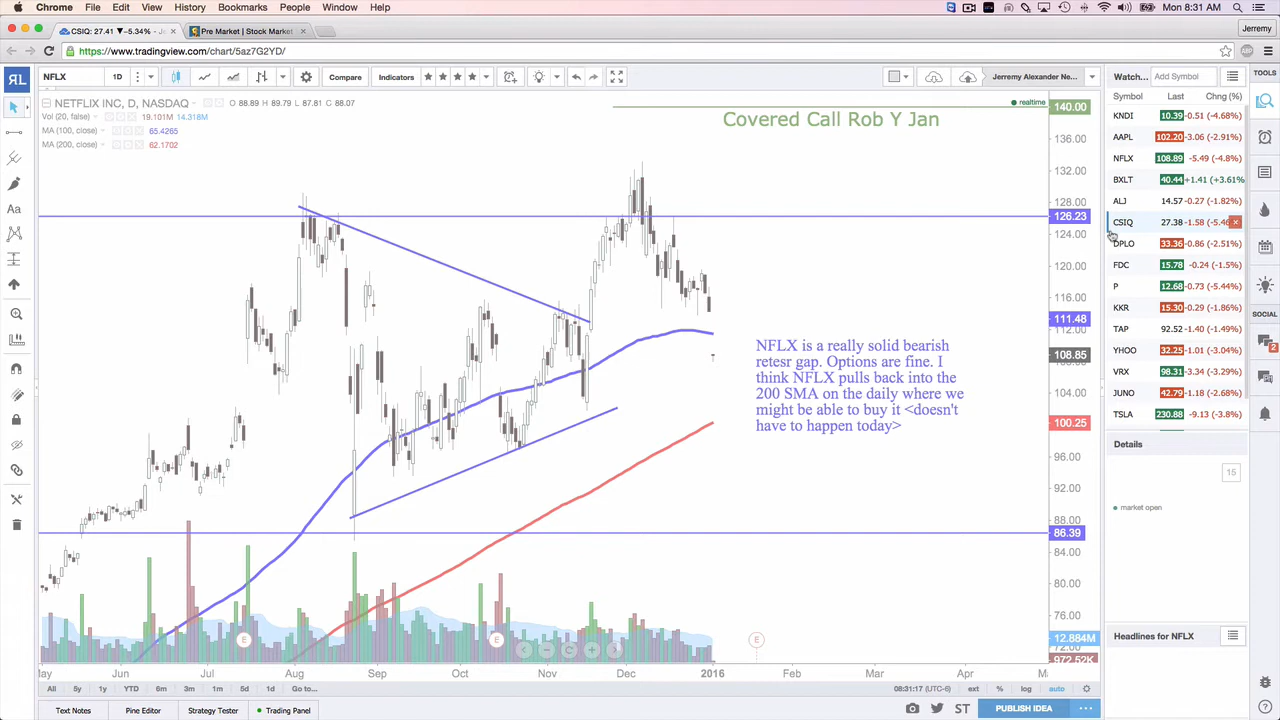 Chrome File Edit View History Bookmarks People Window Help Mon 8:31 AM
CSIQ: 27.41 ▼−5.34% Pre Market | Stock Market Jeremy
https://www.tradingview.com/chart/5az7G2YD/
NFLX 1D Compare Indicators Jeremy Alexander Ne... Watch... Add Symbol TOOLS
NETFLIX INC, D, NASDAQ O 88.89 H 89.79 L 87.81 C 88.07
Vol (20, false) 19.101M 14.318M
MA (100, close) 65.4265
MA (200, close) 62.1702
realtime
Covered Call Rob Y Jan
140.00
136.00
132.00
128.00
126.23
124.00
120.00
116.00
111.48
112.00
108.85
104.00
100.25
96.00
92.00
88.00
86.39
84.00
80.00
76.00
12.884M
972.52K
NFLX is a really solid bearish
retesr gap. Options are fine. I
think NFLX pulls back into the
200 SMA on the daily where we
might be able to buy it <doesn't
have to happen today>
E E E
May Jun Jul Aug Sep Oct Nov Dec 2016 Feb Mar Apr
All 5y 1y YTD 6m 3m 1m 5d 1d Go to... 08:31:17 (UTC-6) ext % log auto
Text Notes Pine Editor Strategy Tester Trading Panel ST PUBLISH IDEA ...
Symbol Last Chng (%)
KNDI 10.39 -0.51 (-4.68%)
AAPL 102.20 -3.06 (-2.91%)
NFLX 108.89 -5.49 (-4.8%)
BXLT 40.44 +1.41 (+3.61%
ALJ 14.57 -0.27 (-1.82%)
CSIQ 27.38 -1.58 (-5.46
DPLO 33.36 -0.86 (-2.51%)
FDC 15.78 -0.24 (-1.5%)
P 12.68 -0.73 (-5.44%)
KKR 15.30 -0.29 (-1.86%)
TAP 92.52 -1.40 (-1.49%)
YHOO 32.25 -1.01 (-3.04%)
VRX 98.31 -3.34 (-3.29%)
JUNO 42.79 -1.18 (-2.68%)
TSLA 230.88 -9.13 (-3.8%)
SOCIAL
2
Details
15
market open
Headlines for NFLX